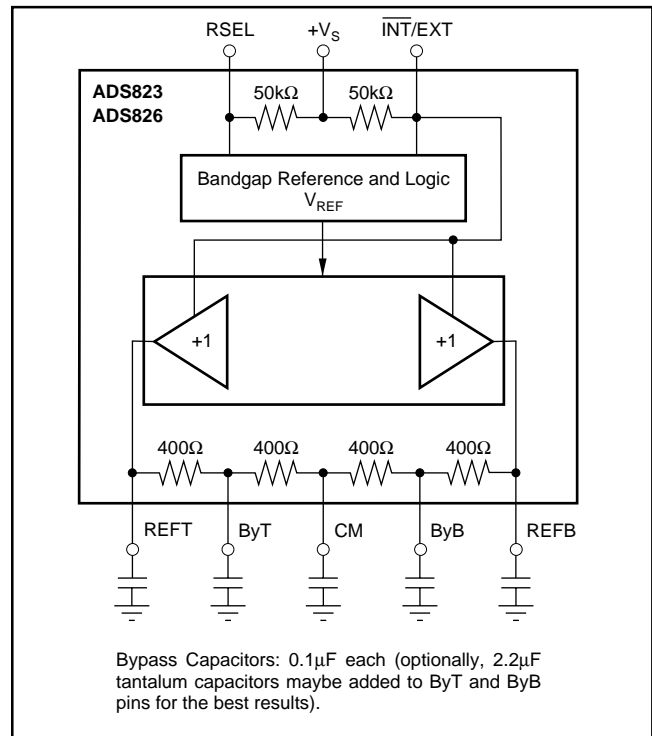 RSEL +VS INT/EXT
ADS823
ADS826
50kΩ 50kΩ
Bandgap Reference and Logic
VREF
+1 +1
400Ω 400Ω 400Ω 400Ω
REFT ByT CM ByB REFB
Bypass Capacitors: 0.1µF each (optionally, 2.2µF
tantalum capacitors maybe added to ByT and ByB
pins for the best results).